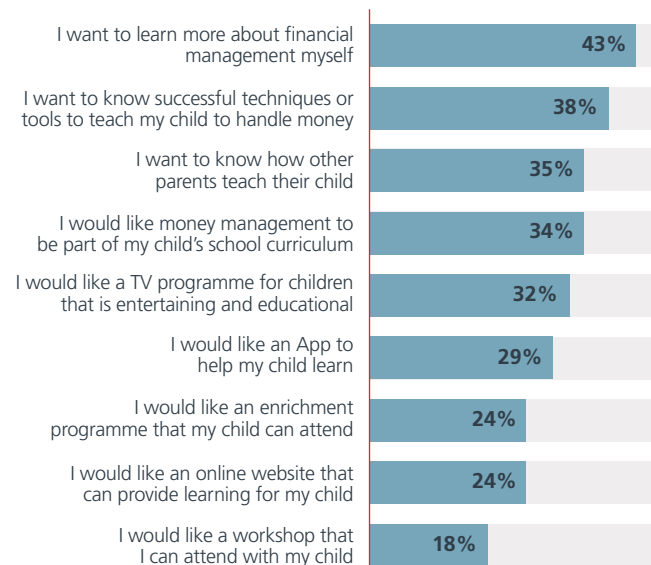 I want to learn more about financial
management myself
43%
I want to know successful techniques or
tools to teach my child to handle money
38%
I want to know how other
parents teach their child
35%
I would like money management to
be part of my child's school curriculum
34%
I would like a TV programme for children
that is entertaining and educational
32%
I would like an App to
help my child learn
29%
I would like an enrichment
programme that my child can attend
24%
I would like an online website that
can provide learning for my child
24%
I would like a workshop that
I can attend with my child
18%